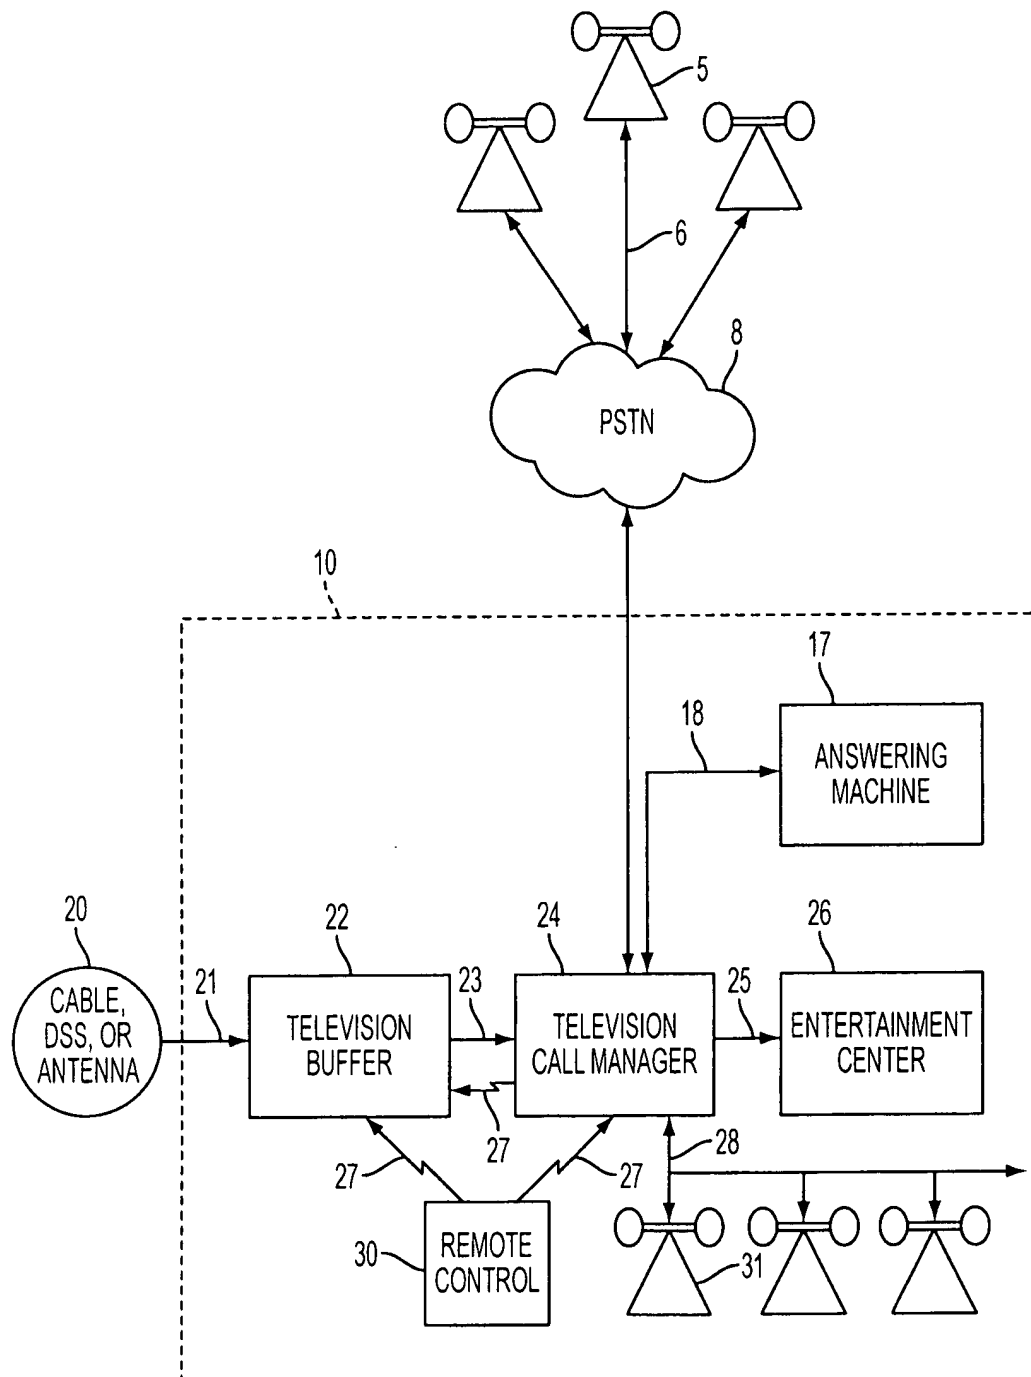 5
6
8
PSTN
10
17
18
ANSWERING
MACHINE
20
21
22
23
24
25
26
CABLE,
DSS, OR
ANTENNA
TELEVISION
BUFFER
TELEVISION
CALL MANAGER
ENTERTAINMENT
CENTER
27
27
27
28
30
REMOTE
CONTROL
31